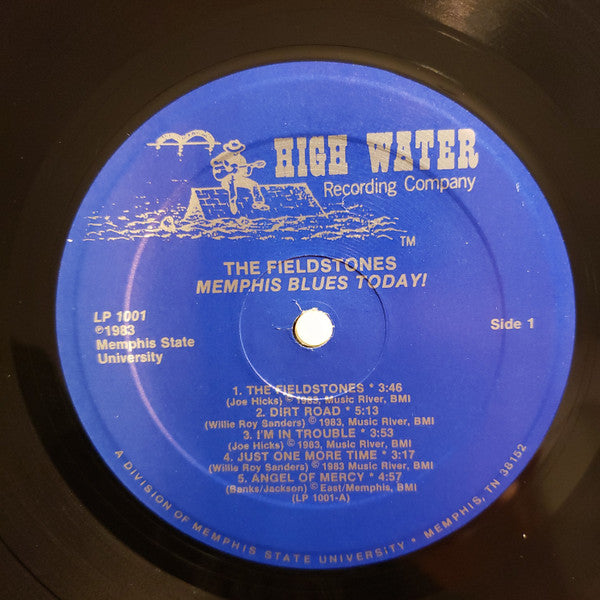 HIGH WATER
Recording Company
TM
THE FIELDSTONES
MEMPHIS BLUES TODAY!
LP 1001
℗1983
Memphis State
University
Side 1
1. THE FIELDSTONES * 3:46
(Joe Hicks) © 1983, Music River, BMI
2. DIRT ROAD * 5:13
(Willie Roy Sanders) © 1983, Music River, BMI
3. I'M IN TROUBLE * 3:53
(Joe Hicks) © 1983, Music River, BMI
4. JUST ONE MORE TIME * 3:17
(Willie Roy Sanders) © 1983 Music River, BMI
5. ANGEL OF MERCY * 4:57
(Banks/Jackson) © East/Memphis, BMI
(LP 1001-A)
A DIVISION OF MEMPHIS STATE UNIVERSITY • MEMPHIS, TN 38152